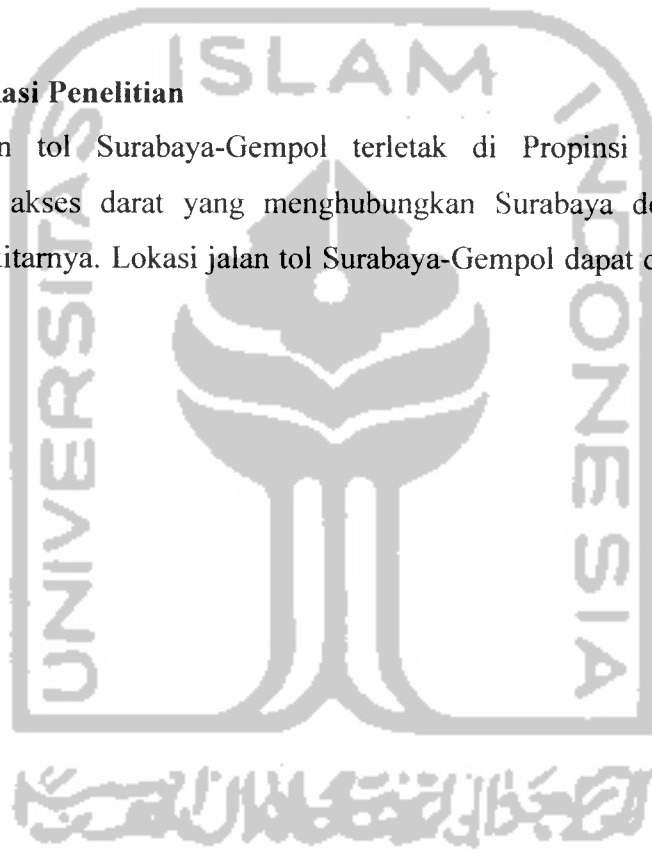 ISLAM
asi Penelitian
n tol Surabaya-Gempol terletak di Propinsi
akses darat yang menghubungkan Surabaya de
kitarnya. Lokasi jalan tol Surabaya-Gempol dapat d
UNIVERSITAS
INDONESIA